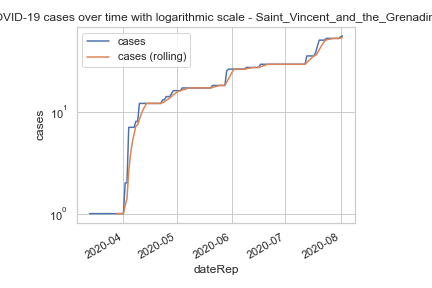 OVID-19 cases over time with logarithmic scale - Saint_Vincent_and_the_Grenadin
cases
cases (rolling)
cases
10¹
10⁰
2020-04
2020-05
2020-06
2020-07
2020-08
dateRep